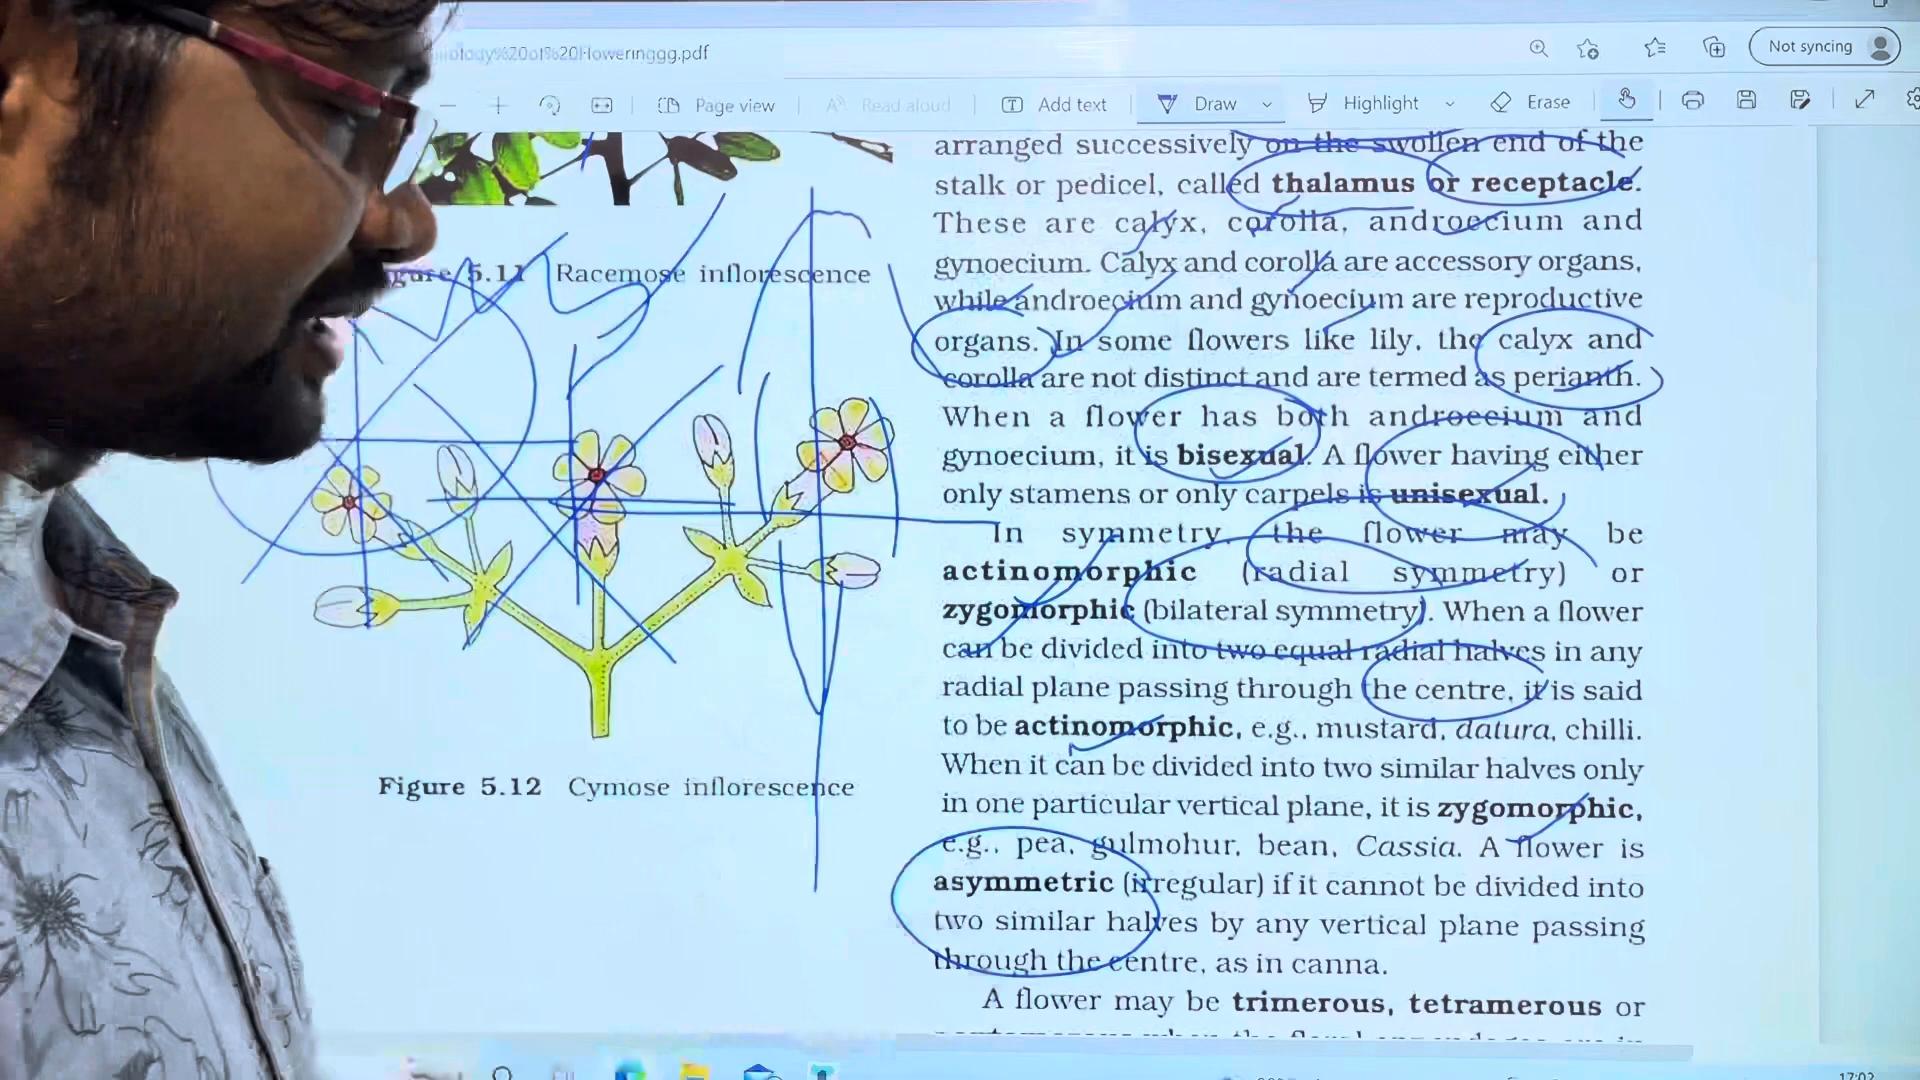 %20of%20Floweringgg.pdf
Not syncing
Page view
Read aloud
Add text
Draw
Highlight
Erase
arranged successively on the swollen end of the
stalk or pedicel, called thalamus or receptacle.
These are calyx, corolla, androecium and
gynoecium. Calyx and corolla are accessory organs,
while androecium and gynoecium are reproductive
organs. In some flowers like lily, the calyx and
corolla are not distinct and are termed as perianth.
When a flower has both androecium and
gynoecium, it is bisexual. A flower having either
only stamens or only carpels is unisexual.
In symmetry, the flower may be
actinomorphic (radial symmetry) or
zygomorphic (bilateral symmetry). When a flower
can be divided into two equal radial halves in any
radial plane passing through the centre, it is said
to be actinomorphic, e.g., mustard, datura, chilli.
When it can be divided into two similar halves only
in one particular vertical plane, it is zygomorphic,
e.g., pea, gulmohur, bean, Cassia. A flower is
asymmetric (irregular) if it cannot be divided into
two similar halves by any vertical plane passing
through the centre, as in canna.
A flower may be trimerous, tetramerous or
5.11 Racemose inflorescence
Figure 5.12 Cymose inflorescence
17:02